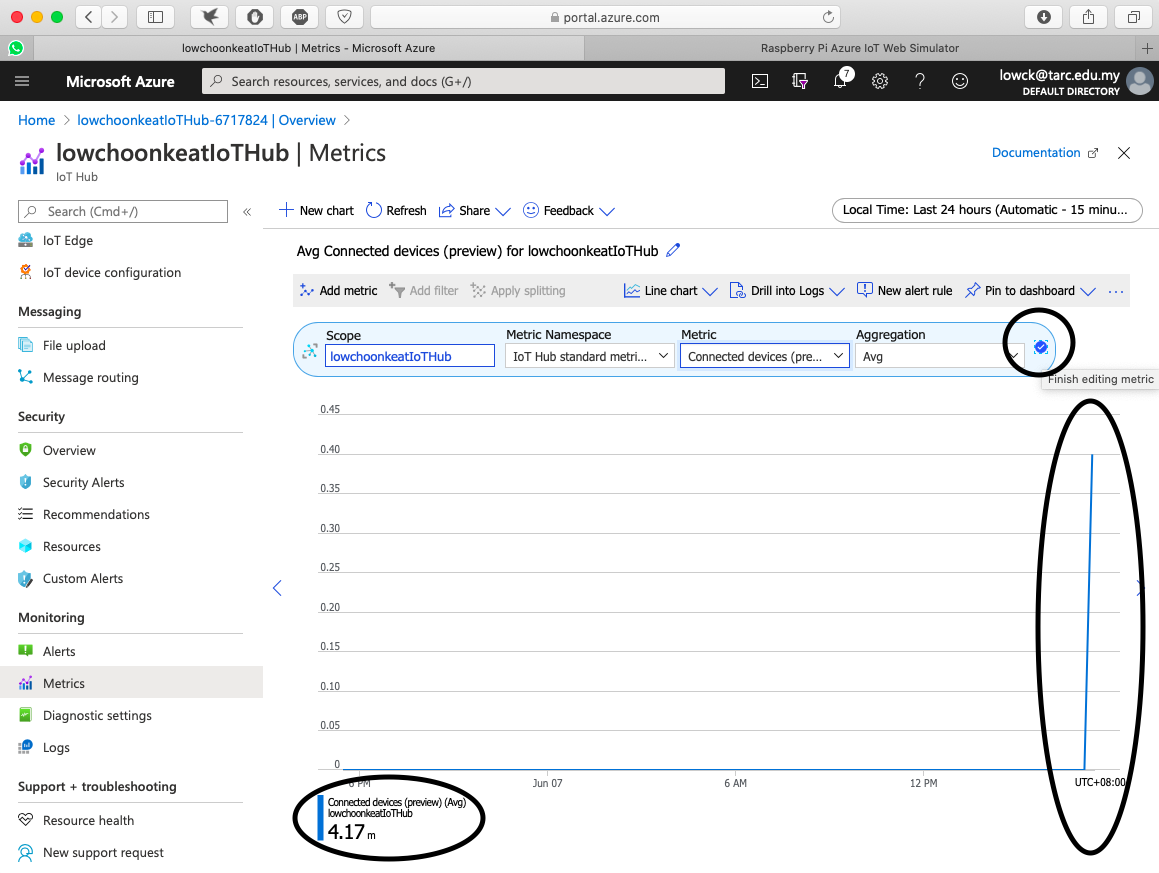 portal.azure.com
lowchoonkeatIoTHub | Metrics - Microsoft Azure
Raspberry Pi Azure IoT Web Simulator
Microsoft Azure
Search resources, services, and docs (G+/)
7
lowck@tarc.edu.my
DEFAULT DIRECTORY
Home > lowchoonkeatIoTHub-6717824 | Overview >
lowchoonkeatIoTHub | Metrics
IoT Hub
Documentation
Search (Cmd+/)
«
IoT Edge
IoT device configuration
Messaging
File upload
Message routing
Security
Overview
Security Alerts
Recommendations
Resources
Custom Alerts
Monitoring
Alerts
Metrics
Diagnostic settings
Logs
Support + troubleshooting
Resource health
New support request
New chart
Refresh
Share
Feedback
Local Time: Last 24 hours (Automatic - 15 minu...
Avg Connected devices (preview) for lowchoonkeatIoTHub
Add metric
Add filter
Apply splitting
Line chart
Drill into Logs
New alert rule
Pin to dashboard
...
Scope
lowchoonkeatIoTHub
Metric Namespace
IoT Hub standard metri...
Metric
Connected devices (pre...
Aggregation
Avg
Finish editing metric
0.45
0.40
0.35
0.30
0.25
0.20
0.15
0.10
0.05
0
6 PM
Jun 07
6 AM
12 PM
UTC+08:00
Connected devices (preview) (Avg)
lowchoonkeatIoTHub
4.17 m
ABP